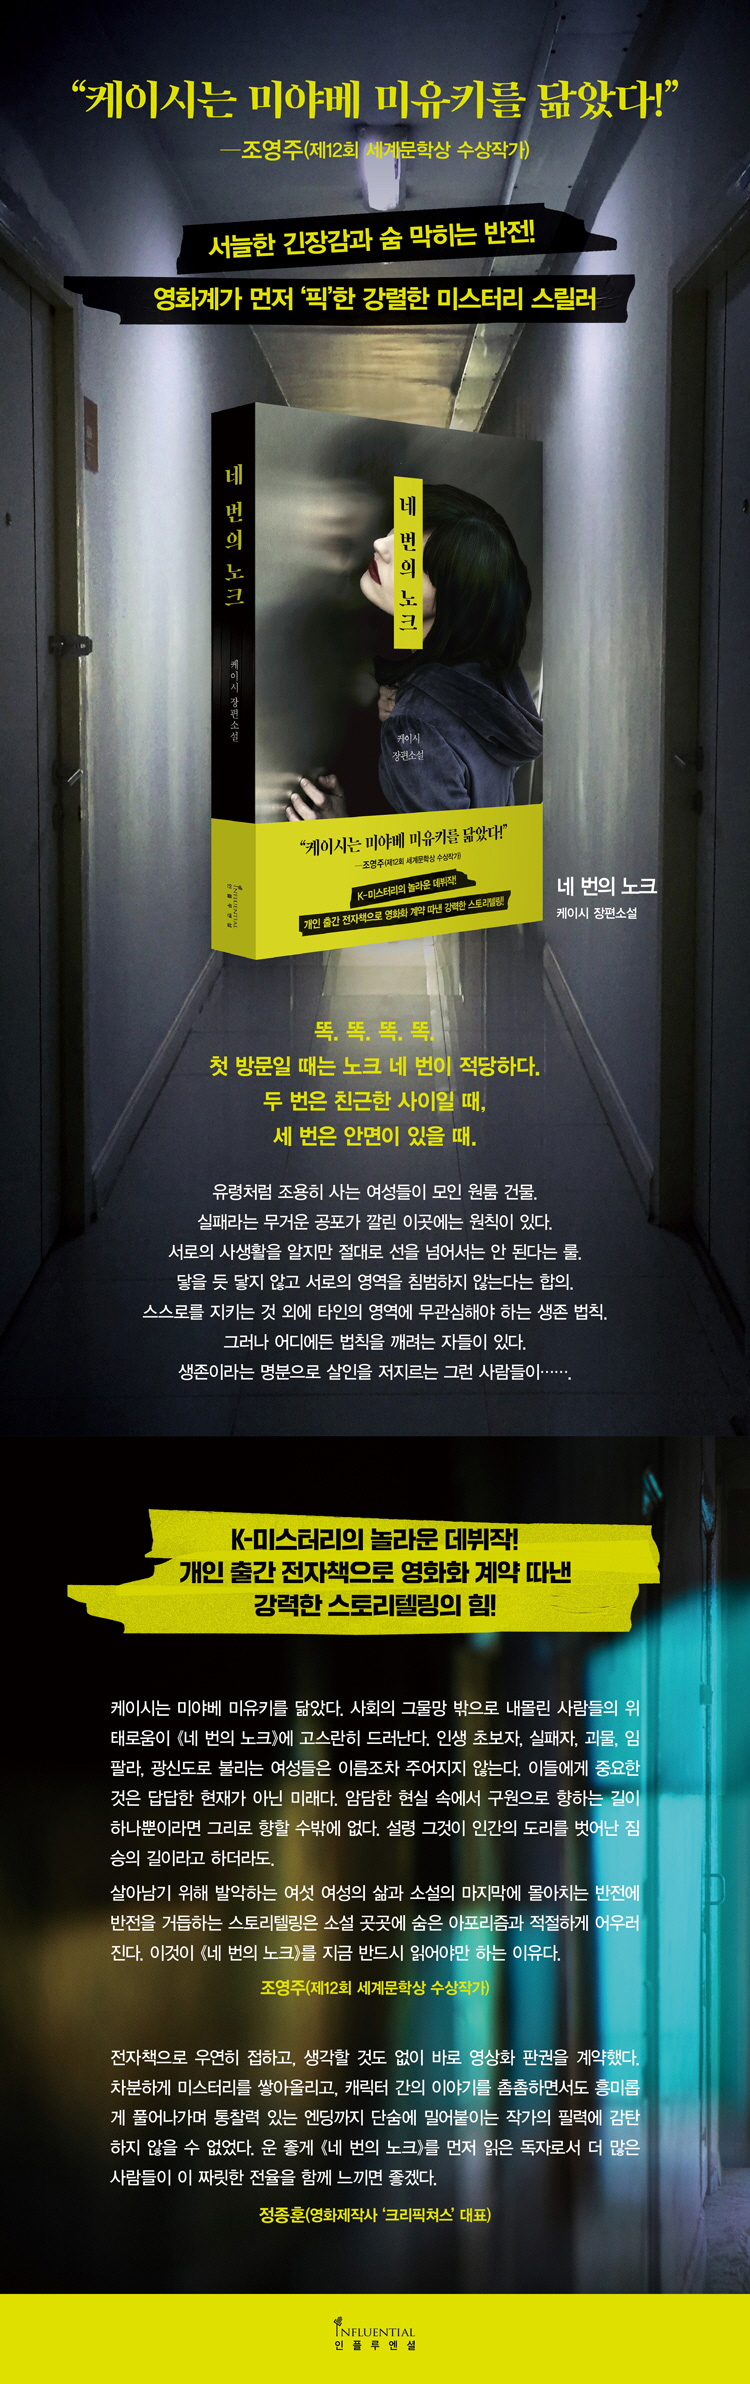 “케이시는 미야베 미유키를 닮았다!”
―조영주(제12회 세계문학상 수상작가)
서늘한 긴장감과 숨 막히는 반전!
영화계가 먼저 ‘픽’한 강렬한 미스터리 스릴러
네 번의 노크
케이시 장편소설
INFLUENTIAL
인플루엔셜
네 번의 노크
케이시
장편소설
“케이시는 미야베 미유키를 닮았다!”
―조영주(제12회 세계문학상 수상작가)
K-미스터리의 놀라운 데뷔작!
개인 출간 전자책으로 영화화 계약 따낸 강력한 스토리텔링!
네 번의 노크
케이시 장편소설
똑. 똑. 똑. 똑.
첫 방문일 때는 노크 네 번이 적당하다.
두 번은 친근한 사이일 때,
세 번은 안면이 있을 때.
유령처럼 조용히 사는 여성들이 모인 원룸 건물.
실패라는 무거운 공포가 깔린 이곳에는 원칙이 있다.
서로의 사생활을 알지만 절대로 선을 넘어서는 안 된다는 룰.
닿을 듯 닿지 않고 서로의 영역을 침범하지 않는다는 합의.
스스로를 지키는 것 외에 타인의 영역에 무관심해야 하는 생존 법칙.
그러나 어디에든 법칙을 깨려는 자들이 있다.
생존이라는 명분으로 살인을 저지르는 그런 사람들이…….
K-미스터리의 놀라운 데뷔작!
개인 출간 전자책으로 영화화 계약 따낸
강력한 스토리텔링의 힘!
케이시는 미야베 미유키를 닮았다. 사회의 그물망 밖으로 내몰린 사람들의 위
태로움이 《네 번의 노크》에 고스란히 드러난다. 인생 초보자, 실패자, 괴물, 임
팔라, 광신도로 불리는 여성들은 이름조차 주어지지 않는다. 이들에게 중요한
것은 답답한 현재가 아닌 미래다. 암담한 현실 속에서 구원으로 향하는 길이
하나뿐이라면 그리로 향할 수밖에 없다. 설령 그것이 인간의 도리를 벗어난 짐
승의 길이라고 하더라도.
살아남기 위해 발악하는 여섯 여성의 삶과 소설의 마지막에 몰아치는 반전에
반전을 거듭하는 스토리텔링은 소설 곳곳에 숨은 아포리즘과 적절하게 어우러
진다. 이것이 《네 번의 노크》를 지금 반드시 읽어야만 하는 이유다.
조영주(제12회 세계문학상 수상작가)
전자책으로 우연히 접하고, 생각할 것도 없이 바로 영상화 판권을 계약했다.
차분하게 미스터리를 쌓아올리고, 캐릭터 간의 이야기를 촘촘하면서도 흥미롭
게 풀어나가며 통찰력 있는 엔딩까지 단숨에 밀어붙이는 작가의 필력에 감탄
하지 않을 수 없었다. 운 좋게 《네 번의 노크》를 먼저 읽은 독자로서 더 많은
사람들이 이 짜릿한 전율을 함께 느끼면 좋겠다.
정종훈(영화제작사 ‘크리픽쳐스’ 대표)
INFLUENTIAL
인플루엔셜